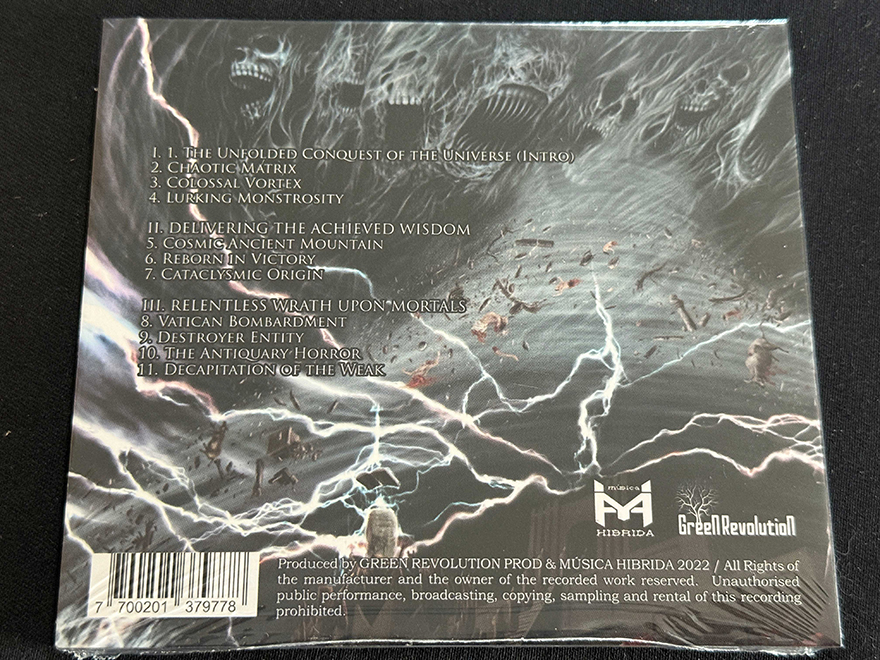 I. 1. The Unfolded Conquest of the Universe (Intro)
2. Chaotic Matrix
3. Colossal Vortex
4. Lurking Monstrosity
II. DELIVERING THE ACHIEVED WISDOM
5. Cosmic Ancient Mountain
6. Reborn in Victory
7. Cataclysmic Origin
III. RELENTLESS WRATH UPON MORTALS
8. Vatican Bombardment
9. Destroyer Entity
10. The Antiquary Horror
11. Decapitation of the Weak
música
HIBRIDA
GreeN RevolutioN
Produced by GREEN REVOLUTION PROD & MÚSICA HIBRIDA 2022 / All Rights of
the manufacturer and the owner of the recorded work reserved. Unauthorised
public performance, broadcasting, copying, sampling and rental of this recording
prohibited.
7 700201 379778